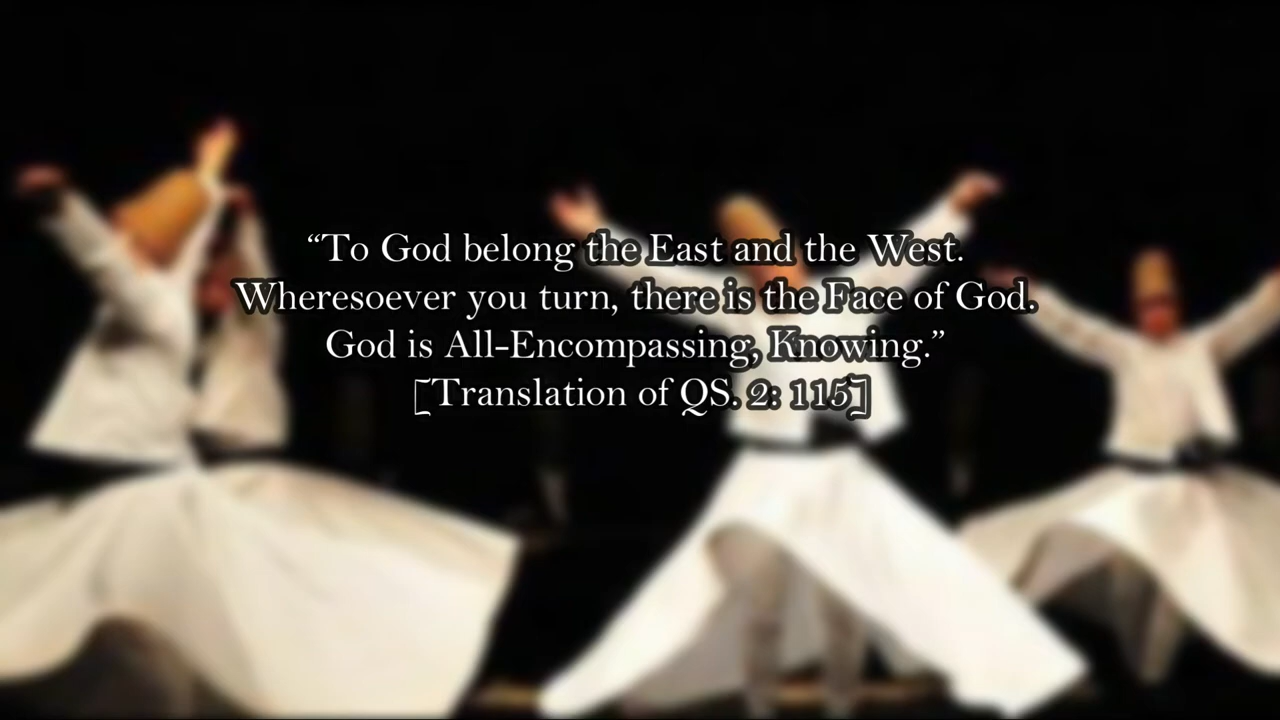 “To God belong the East and the West.
Wheresoever you turn, there is the Face of God.
God is All-Encompassing, Knowing.”
[Translation of QS. 2: 115]